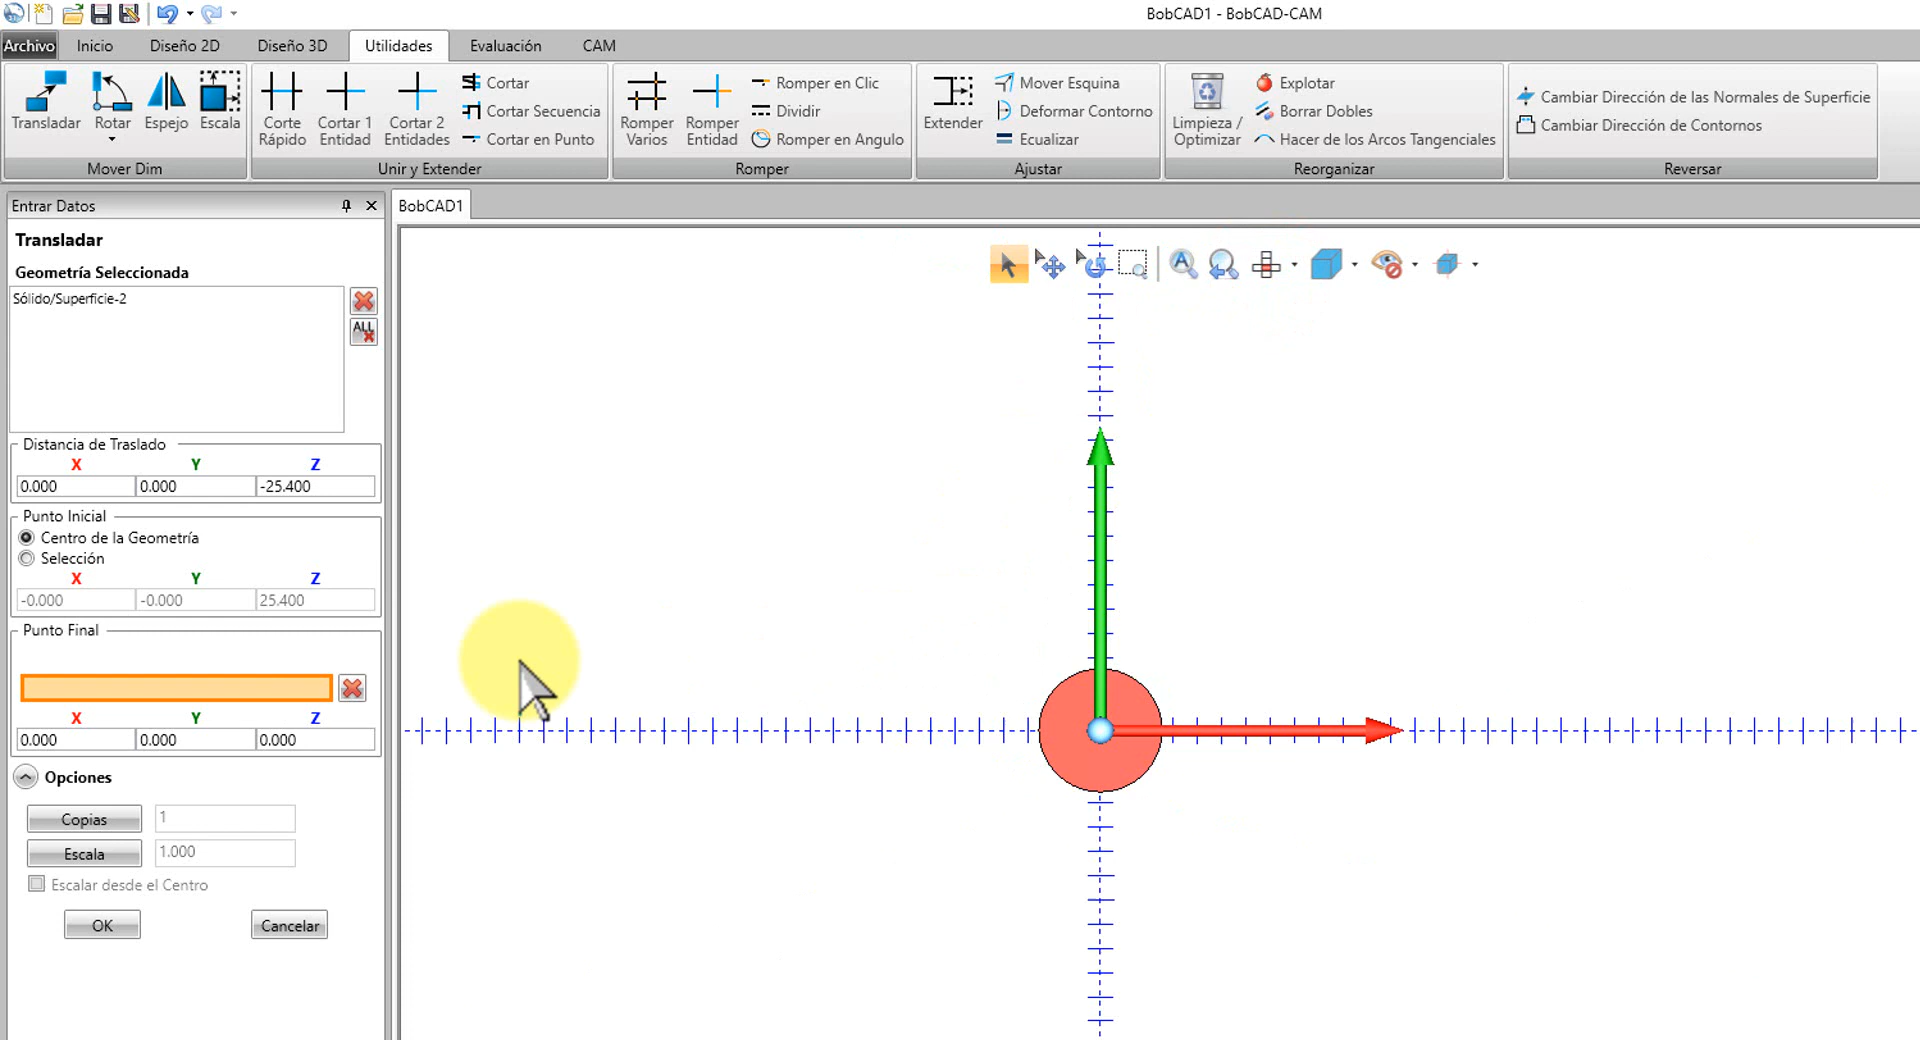 BobCAD1 - BobCAD-CAM
Archivo Inicio Diseño 2D Diseño 3D Utilidades Evaluación CAM
Transladar Rotar Espejo Escala
Mover Dim
Corte Rápido Cortar 1 Entidad Cortar 2 Entidades
Cortar
Cortar Secuencia
Cortar en Punto
Unir y Extender
Romper Varios Romper Entidad
Romper en Clic
Dividir
Romper en Angulo
Romper
Extender
Mover Esquina
Deformar Contorno
Ecualizar
Ajustar
Limpieza / Optimizar
Explotar
Borrar Dobles
Hacer de los Arcos Tangenciales
Reorganizar
Cambiar Dirección de las Normales de Superficie
Cambiar Dirección de Contornos
Reversar
Entrar Datos
BobCAD1
Transladar
Geometría Seleccionada
Sólido/Superficie-2
ALL
Distancia de Traslado
X Y Z
0.000 0.000 -25.400
Punto Inicial
Centro de la Geometría
Selección
X Y Z
-0.000 -0.000 25.400
Punto Final
X Y Z
0.000 0.000 0.000
Opciones
Copias 1
Escala 1.000
Escalar desde el Centro
OK Cancelar